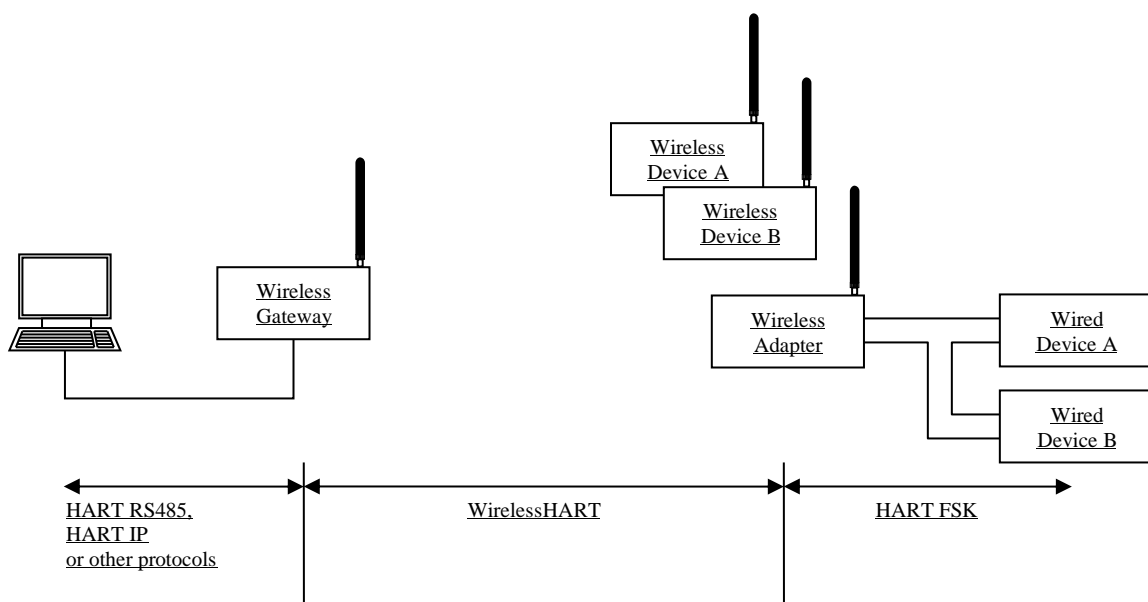 Wireless
Device A
Wireless
Device B
Wireless
Gateway
Wireless
Adapter
Wired
Device A
Wired
Device B
HART RS485,
HART IP
or other protocols
WirelessHART
HART FSK